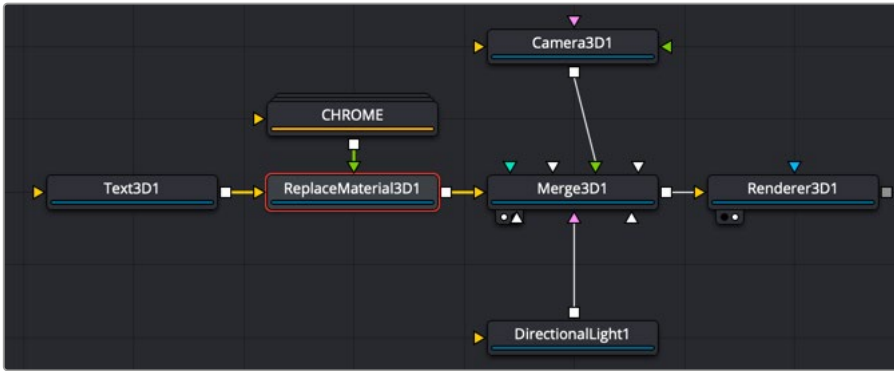 Camera3D1
CHROME
Text3D1
ReplaceMaterial3D1
Merge3D1
Renderer3D1
DirectionalLight1